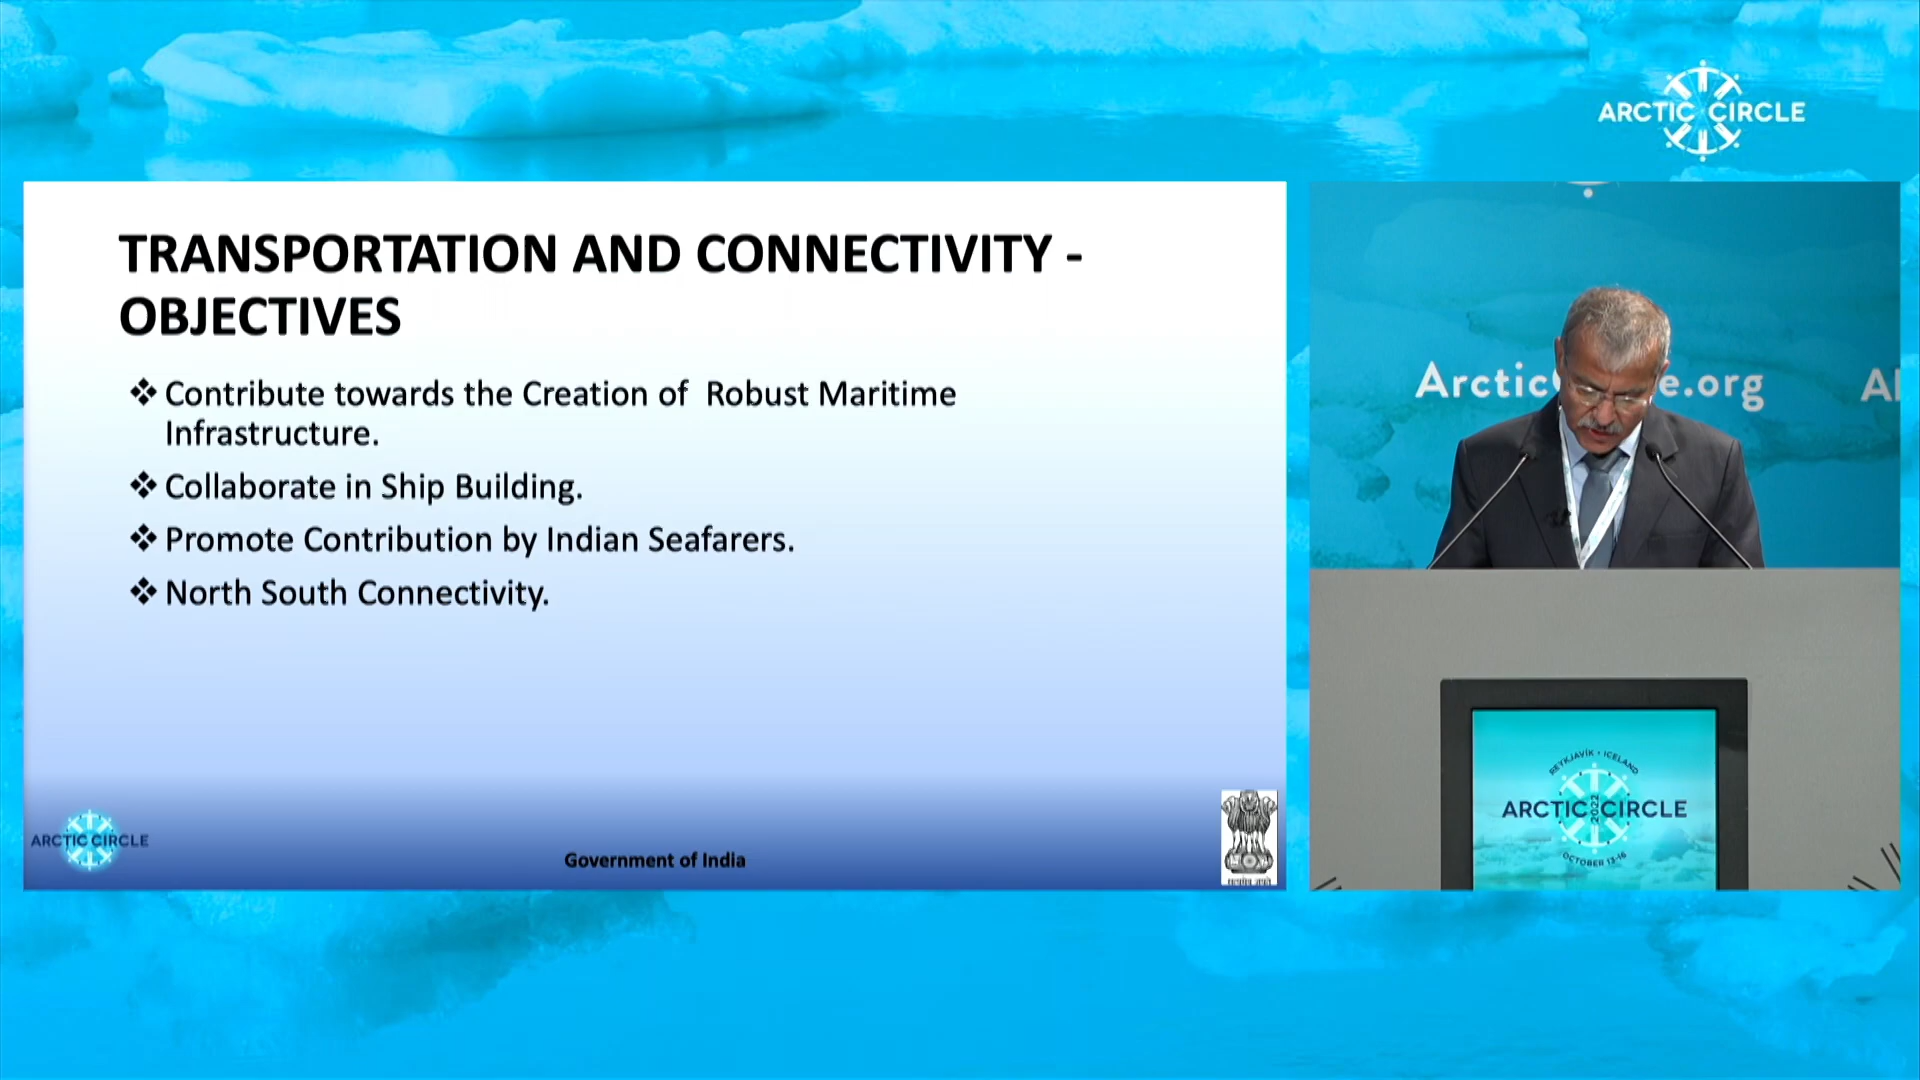 ARCTIC CIRCLE
TRANSPORTATION AND CONNECTIVITY -
OBJECTIVES
❖ Contribute towards the Creation of Robust Maritime
Infrastructure.
❖ Collaborate in Ship Building.
❖ Promote Contribution by Indian Seafarers.
❖ North South Connectivity.
ARCTIC CIRCLE
Government of India
REYKJAVÍK • ICELAND
ARCTIC CIRCLE
2022
OCTOBER 13-16